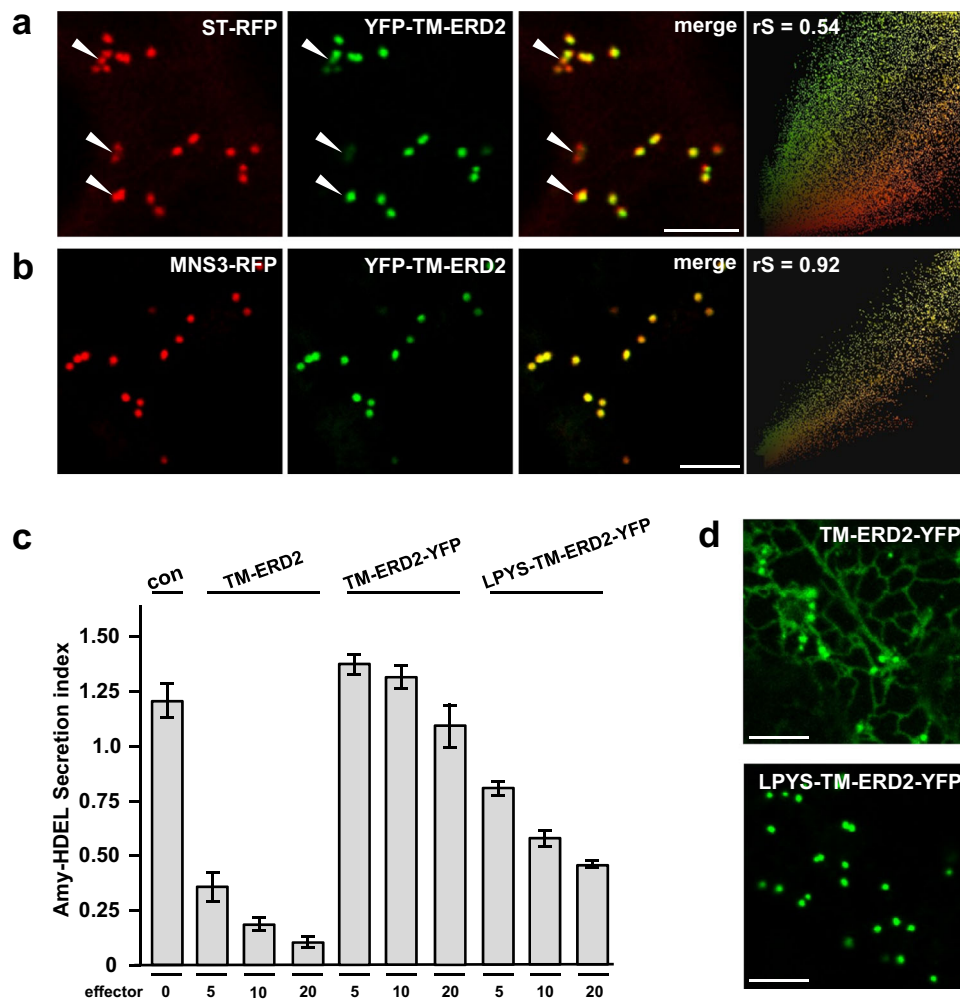 a
ST-RFP
YFP-TM-ERD2
merge
rS = 0.54
b
MNS3-RFP
YFP-TM-ERD2
merge
rS = 0.92
c
con
TM-ERD2
TM-ERD2-YFP
LPYS-TM-ERD2-YFP
Amy-HDEL Secretion index
1.50
1.25
1.0
0.75
0.50
0.25
0
effector 0 5 10 20 5 10 20 5 10 20
d
TM-ERD2-YFP
LPYS-TM-ERD2-YFP